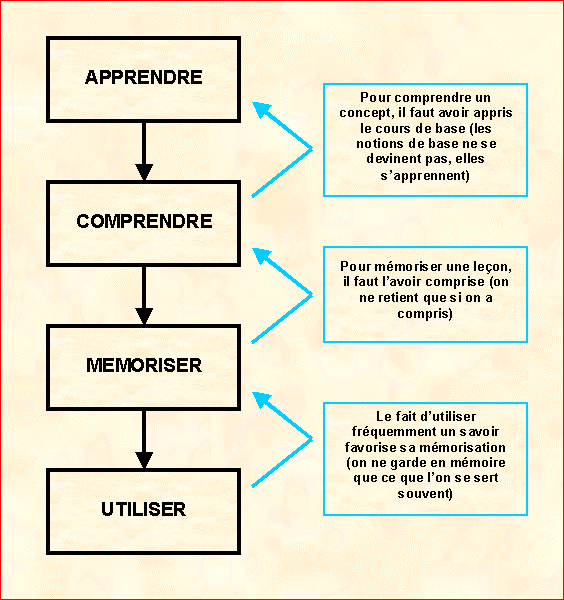 APPRENDRE
Pour comprendre un
concept, il faut avoir appris
le cours de base (les
notions de base ne se
devinent pas, elles
s’apprennent)
COMPRENDRE
Pour mémoriser une leçon,
il faut l’avoir comprise (on
ne retient que si on a
compris)
MEMORISER
Le fait d’utiliser
fréquemment un savoir
favorise sa mémorisation
(on ne garde en mémoire
que ce que l’on se sert
souvent)
UTILISER